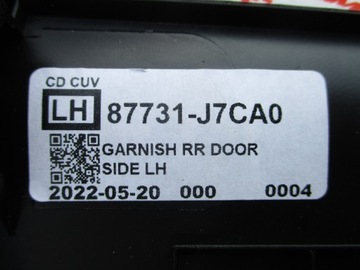 CD CUV
LH 87731-J7CA0
GARNISH RR DOOR
SIDE LH
2022-05-20 000 0004